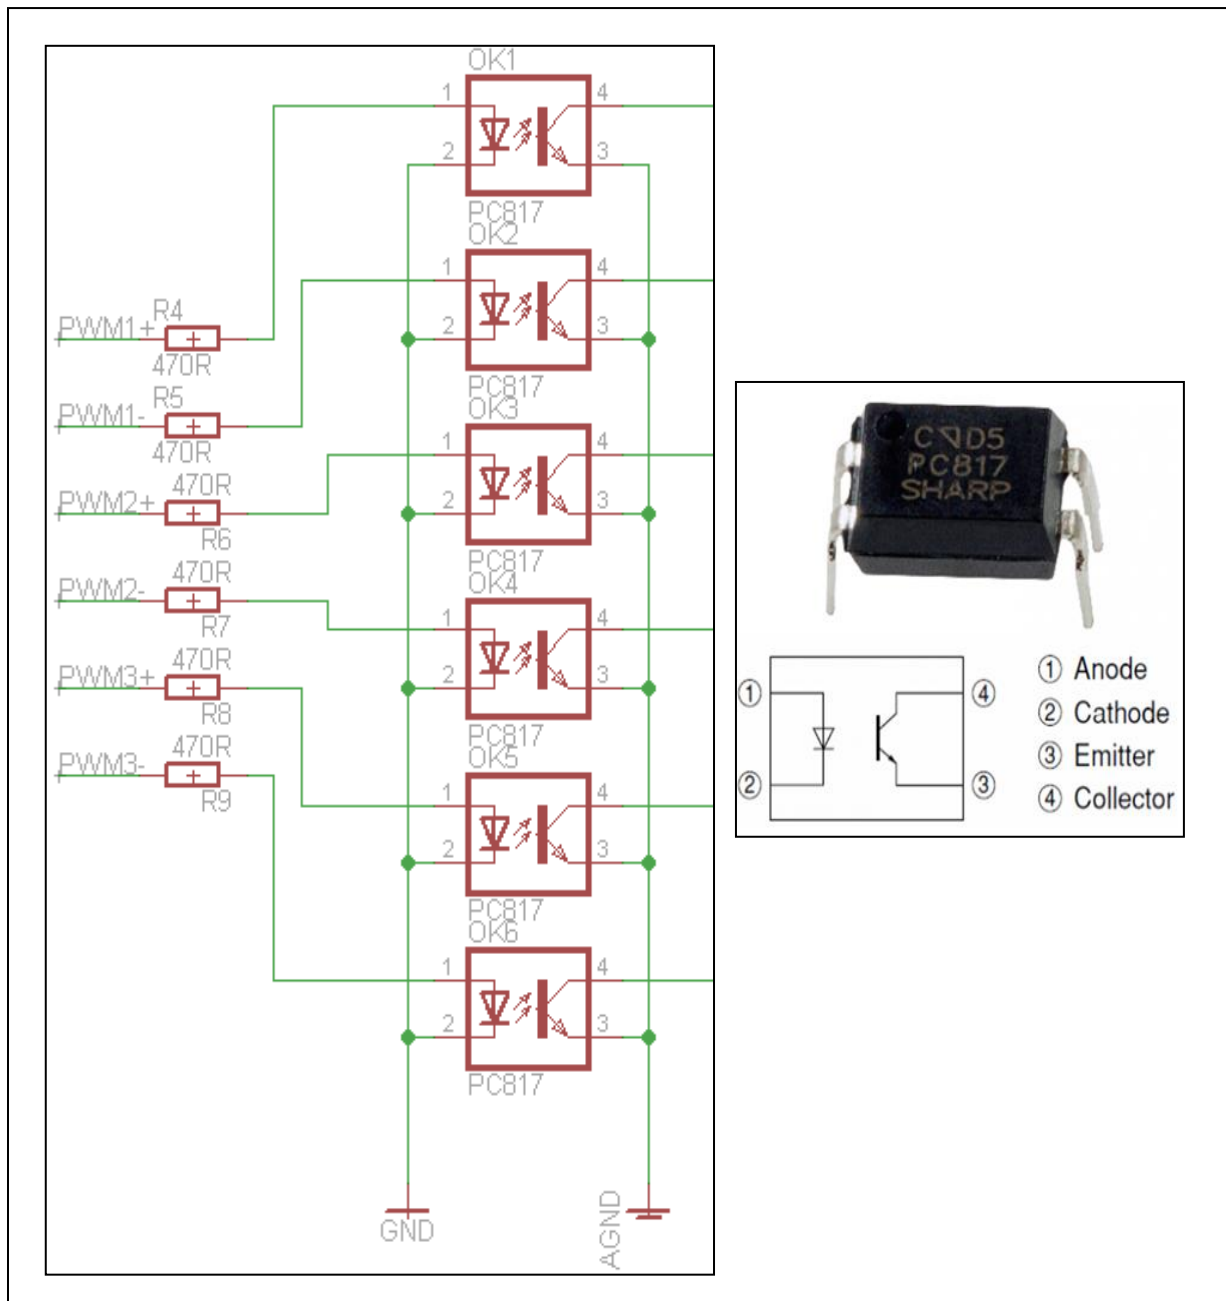 OK1
1
4
2
3
PC817
OK2
1
4
2
3
PC817
OK3
1
4
2
3
PC817
OK4
1
4
2
3
PC817
OK5
1
4
2
3
PC817
OK6
1
4
2
3
PC817
PWM1+
R4
470R
PWM1-
R5
470R
PWM2+
470R
R6
PWM2-
470R
R7
PWM3+
470R
R8
PWM3-
470R
R9
GND
AGND
C D5
PC817
SHARP
① ④
② ③
① Anode
② Cathode
③ Emitter
④ Collector